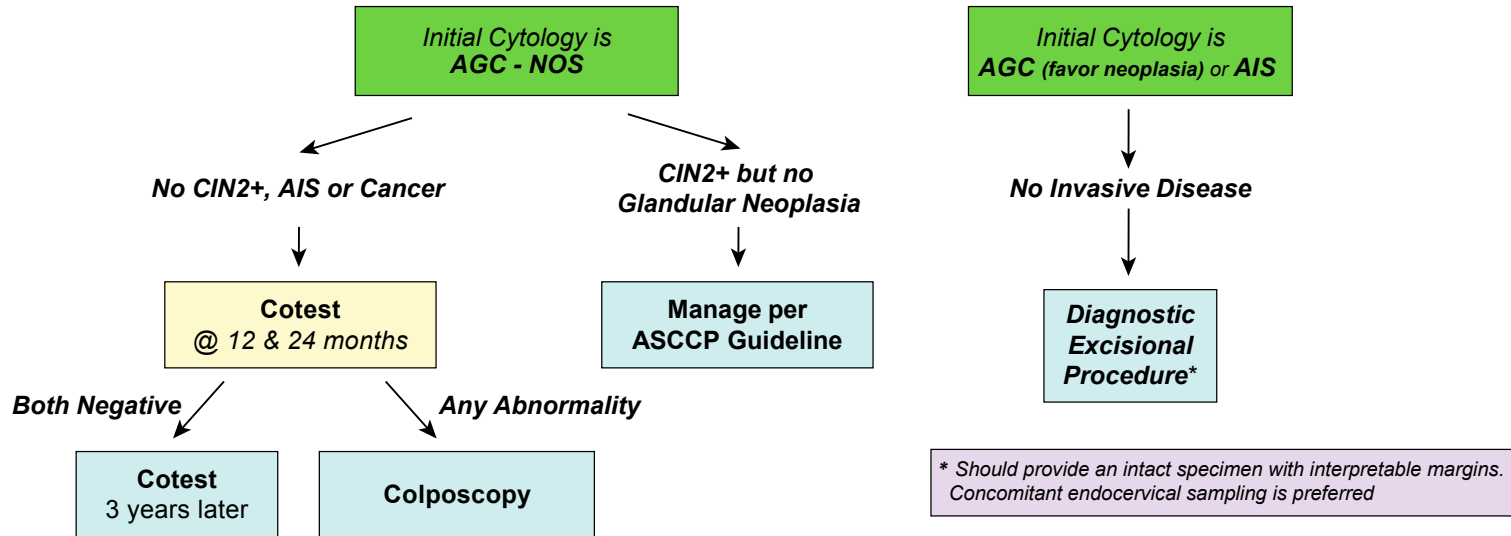 Initial Cytology is
AGC - NOS
Initial Cytology is
AGC (favor neoplasia) or AIS
No CIN2+, AIS or Cancer
CIN2+ but no
Glandular Neoplasia
No Invasive Disease
Cotest
@ 12 & 24 months
Manage per
ASCCP Guideline
Diagnostic
Excisional
Procedure*
Both Negative
Any Abnormality
Cotest
3 years later
Colposcopy
* Should provide an intact specimen with interpretable margins.
Concomitant endocervical sampling is preferred